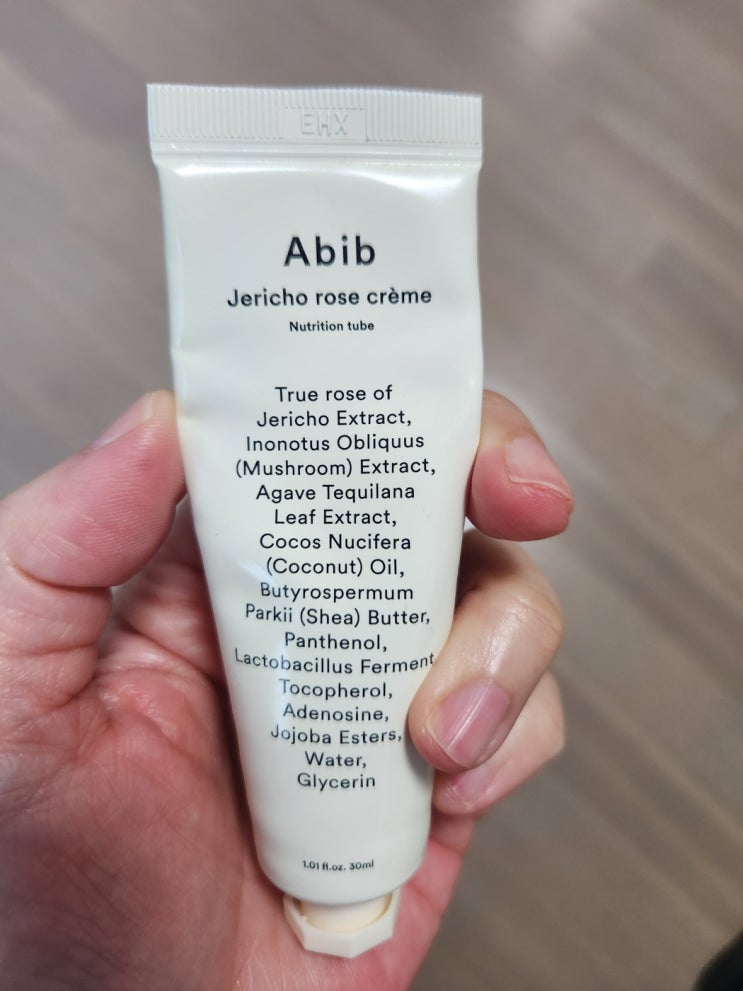 EHX
Abib
Jericho rose crème
Nutrition tube
True rose of
Jericho Extract,
Inonotus Obliquus
(Mushroom) Extract,
Agave Tequilana
Leaf Extract,
Cocos Nucifera
(Coconut) Oil,
Butyrospermum
Parkii (Shea) Butter,
Panthenol,
Lactobacillus Ferment,
Tocopherol,
Adenosine,
Jojoba Esters,
Water,
Glycerin
1.01 fl.oz. 30ml